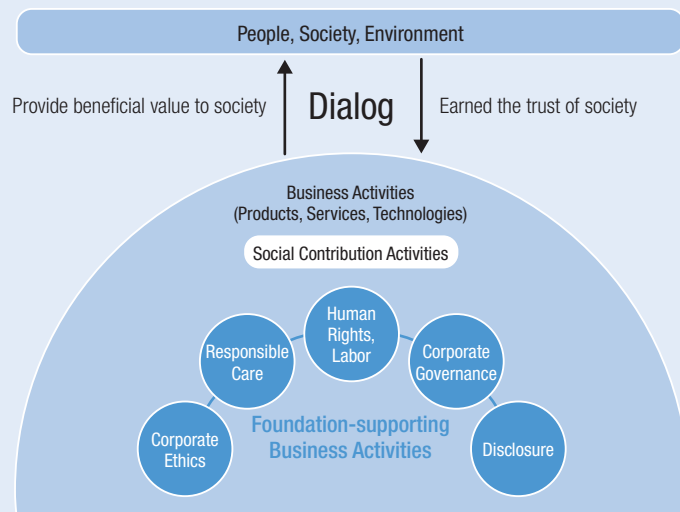 People, Society, Environment
Provide beneficial value to society
Dialog
Earned the trust of society
Business Activities
(Products, Services, Technologies)
Social Contribution Activities
Human
Rights,
Labor
Responsible
Care
Corporate
Governance
Corporate
Ethics
Foundation-supporting
Business Activities
Disclosure